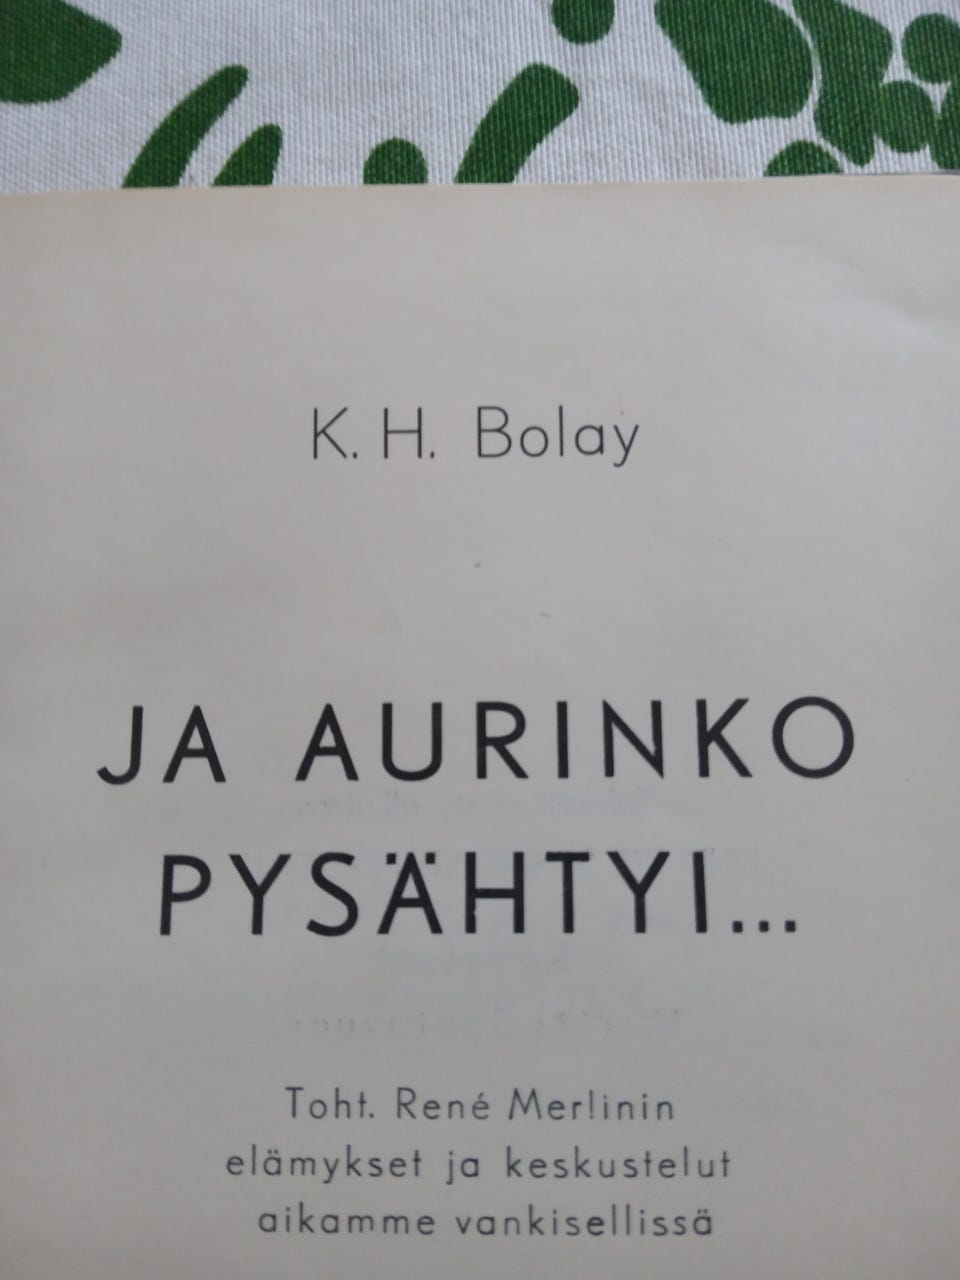 K. H. Bolay
JA AURINKO
PYSÄHTYI...
Toht. René Merlinin
elämykset ja keskustelut
aikamme vankisellissä